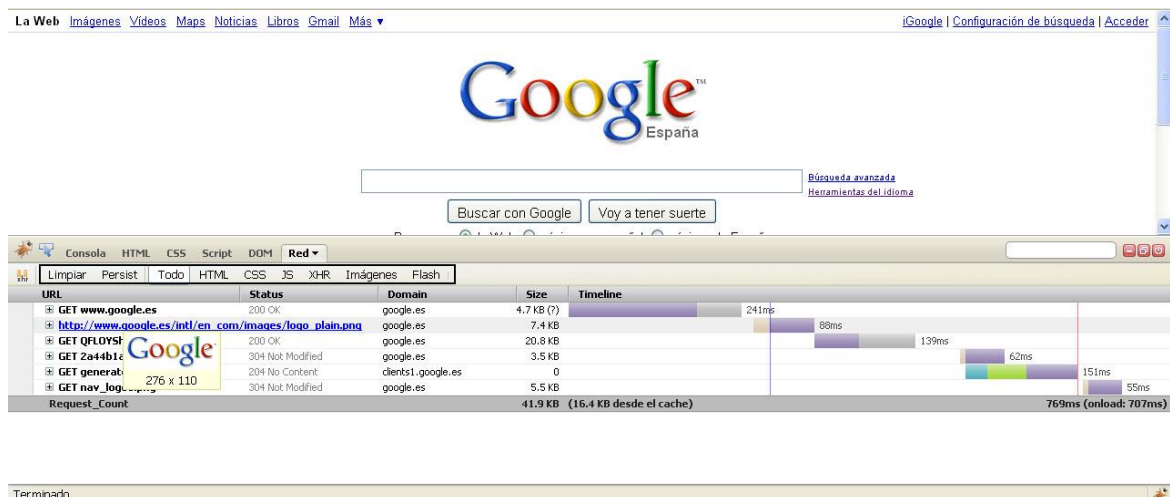 La Web Imágenes Vídeos Maps Noticias Libros Gmail Más ▼ iGoogle | Configuración de búsqueda | Acceder
Google™
España
Búsqueda avanzada
Herramientas del idioma
Buscar con Google Voy a tener suerte
Consola HTML CSS Script DOM Red
Limpiar Persist Todo HTML CSS JS XHR Imágenes Flash
URL Status Domain Size Timeline
GET www.google.es 200 OK google.es 4.7 KB (?) 241ms
http://www.google.es/intl/en_com/images/logo_plain.png google.es 7.4 KB 88ms
GET QFLOYSh 200 OK google.es 20.8 KB 139ms
Google
GET 2a44b1a 304 Not Modified google.es 3.5 KB 62ms
GET generat 204 No Content clients1.google.es 0 151ms
276 x 110
GET nav_logo 304 Not Modified google.es 5.5 KB 55ms
Request_Count 41.9 KB (16.4 KB desde el cache) 769ms (onload: 707ms)
Terminado